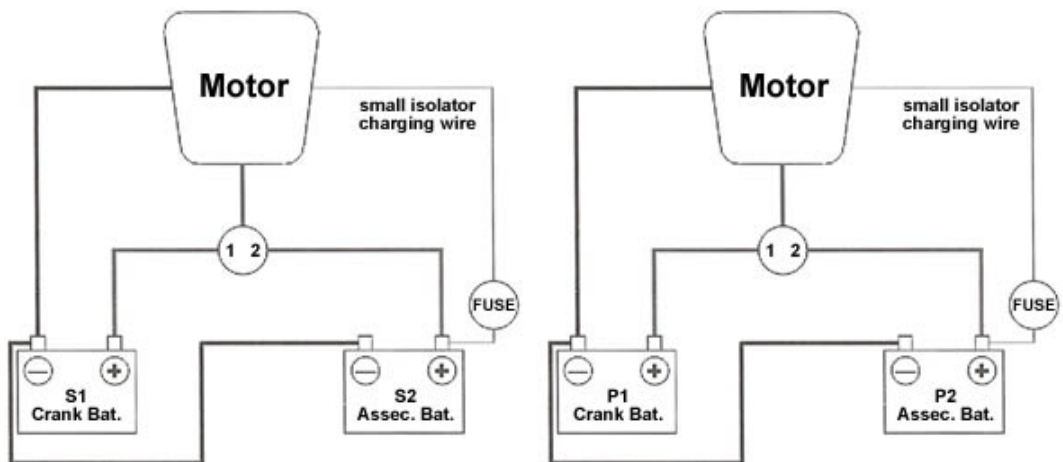 Motor
small isolator
charging wire
1 2
FUSE
S1
Crank Bat.
S2
Assec. Bat.
Motor
small isolator
charging wire
1 2
FUSE
P1
Crank Bat.
P2
Assec. Bat.